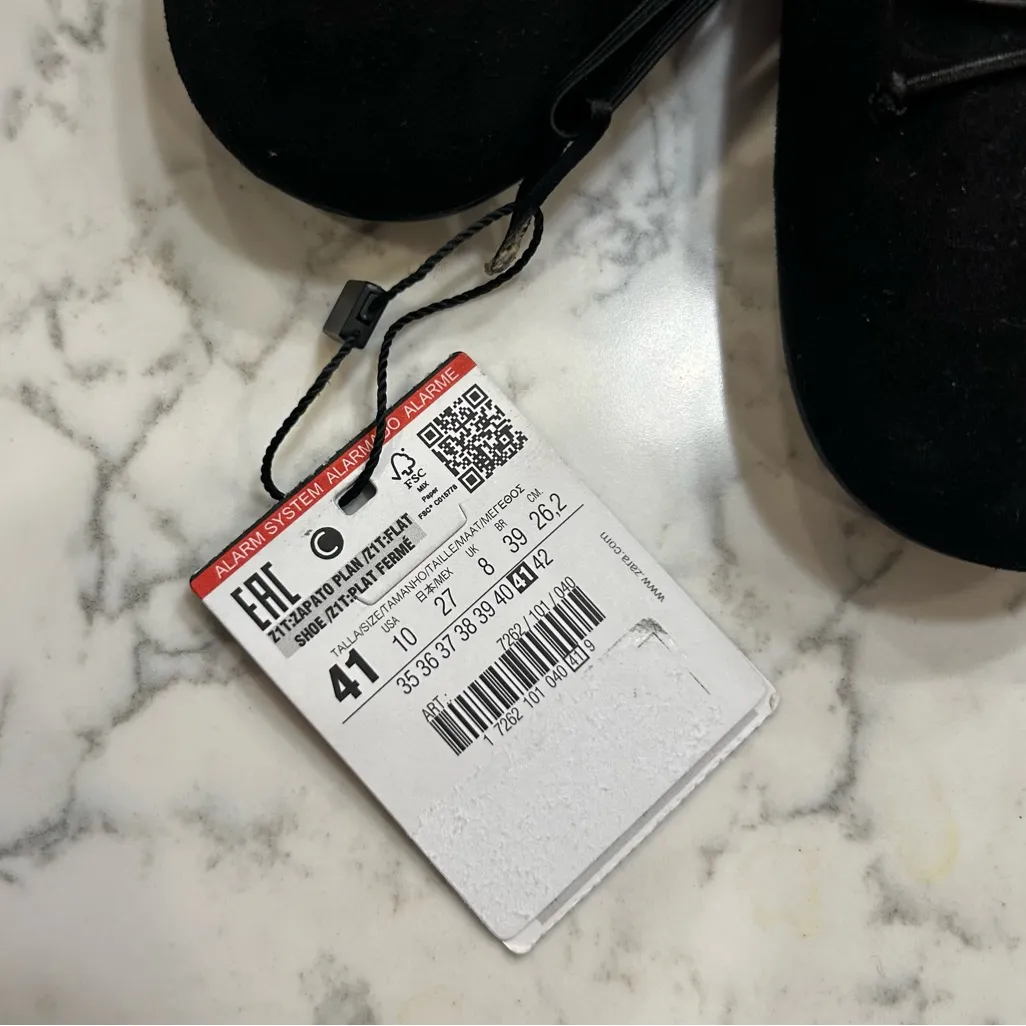 ALARM SYSTEM ALARMADO ALARME
FSC
MIX
Paper
FSC® C015776
EAC
C
Z1T:ZAPATO PLAN /Z1T:FLAT
SHOE /Z1T:PLAT FERMÉ
TALLA/SIZE/TAMANHO/TAILLE/MAAT/ΜΕΓΕΘΟΣ
USA 日本/MEX UK BR CM.
41 10 27 8 39 26,2
35 36 37 38 39 40 41 42
www.zara.com
ART.: 7262 / 101 / 040
1 7262 101 040 41 9